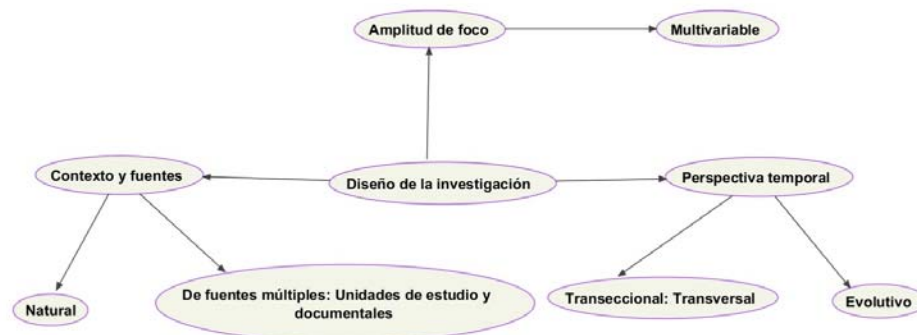 Amplitud de foco
Multivariable
Contexto y fuentes
Diseño de la investigación
Perspectiva temporal
Natural
De fuentes múltiples: Unidades de estudio y
documentales
Transeccional: Transversal
Evolutivo